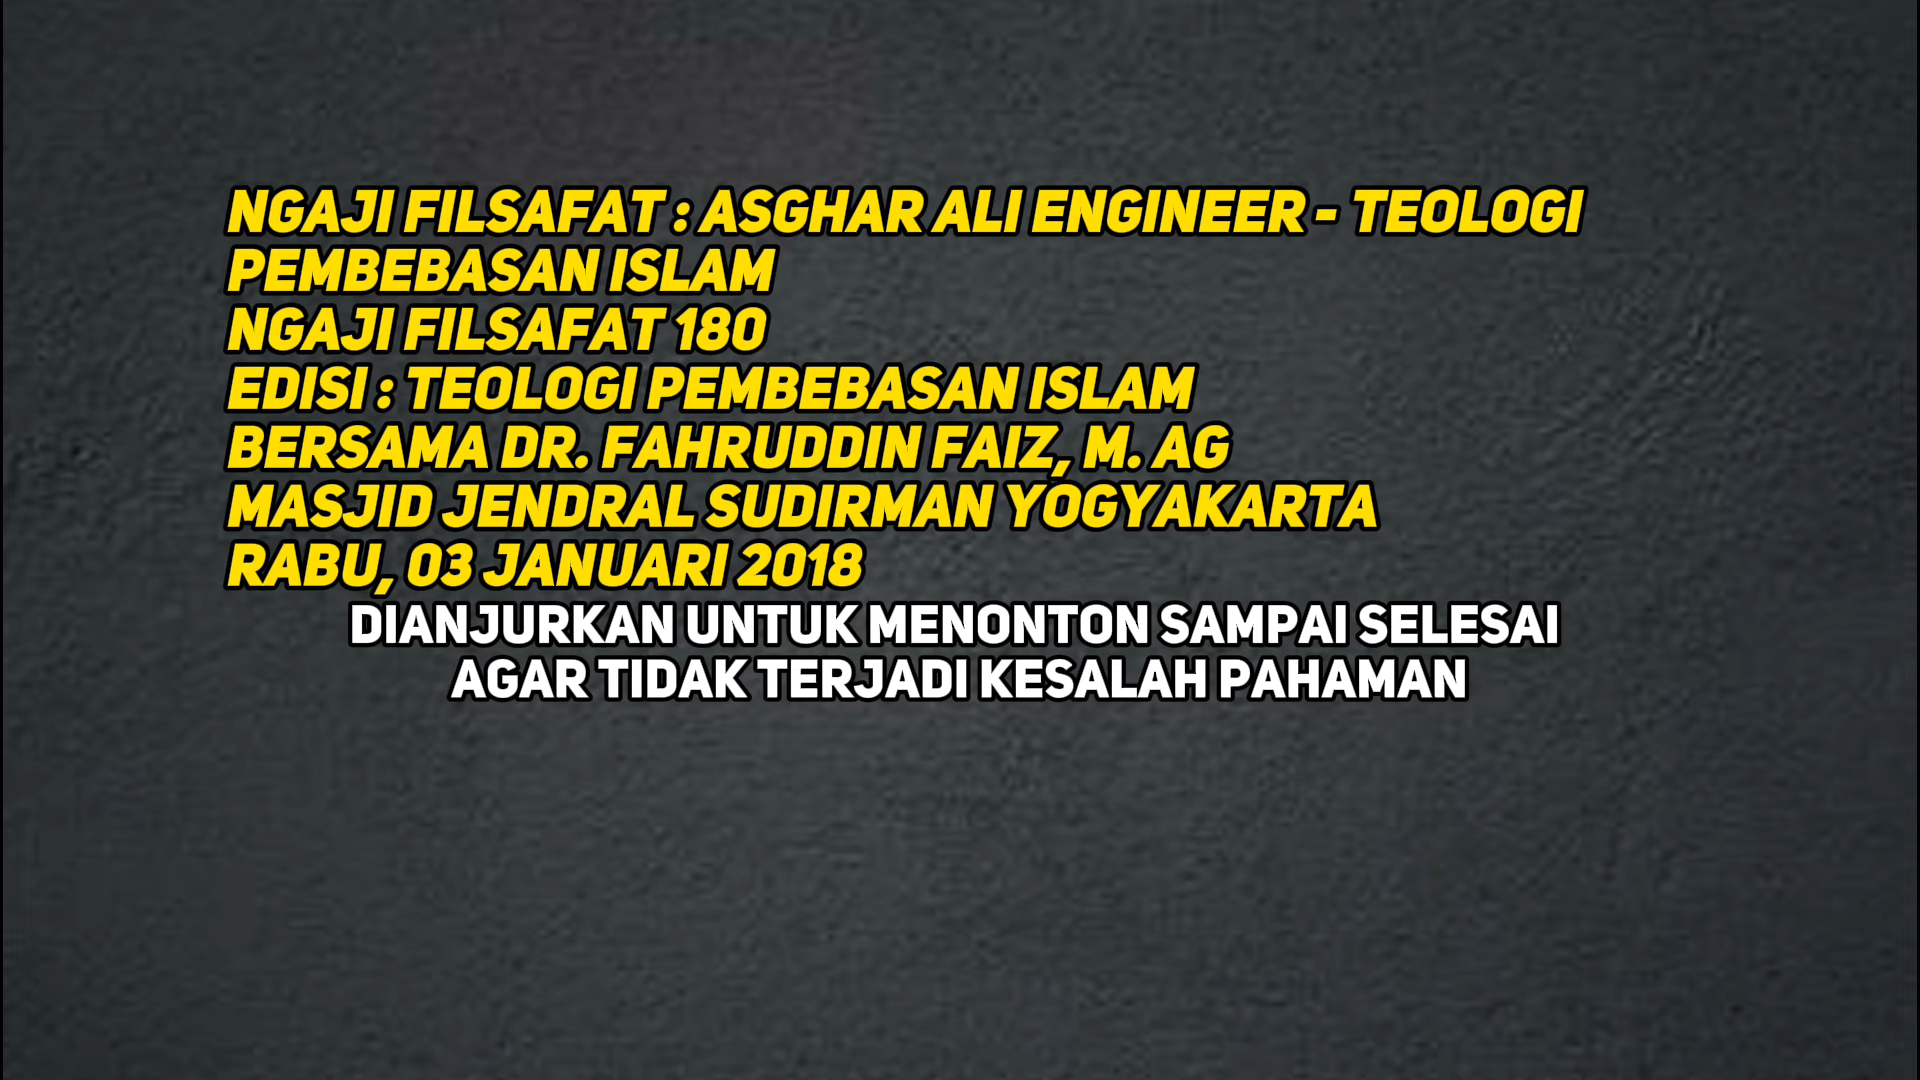 NGAJI FILSAFAT : ASGHAR ALI ENGINEER - TEOLOGI
PEMBEBASAN ISLAM
NGAJI FILSAFAT 180
EDISI : TEOLOGI PEMBEBASAN ISLAM
BERSAMA DR. FAHRUDDIN FAIZ, M. AG
MASJID JENDRAL SUDIRMAN YOGYAKARTA
RABU, 03 JANUARI 2018
DIANJURKAN UNTUK MENONTON SAMPAI SELESAI
AGAR TIDAK TERJADI KESALAH PAHAMAN